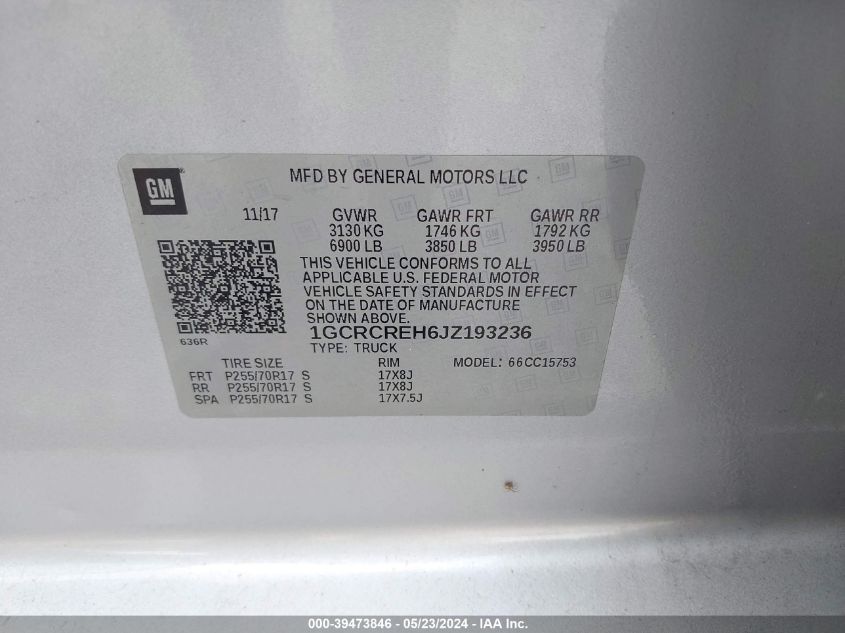 GM
MFD BY GENERAL MOTORS LLC
11/17 GVWR GAWR FRT GAWR RR
3130 KG 1746 KG 1792 KG
6900 LB 3850 LB 3950 LB
THIS VEHICLE CONFORMS TO ALL
APPLICABLE U.S. FEDERAL MOTOR
VEHICLE SAFETY STANDARDS IN EFFECT
ON THE DATE OF MANUFACTURE
SHOWN ABOVE.
636R
1GCRCREH6JZ193236
TYPE: TRUCK
TIRE SIZE RIM MODEL: 66CC15753
FRT P255/70R17 S 17X8J
RR P255/70R17 S 17X8J
SPA P255/70R17 S 17X7.5J
000-39473846 - 05/23/2024 - IAA Inc.